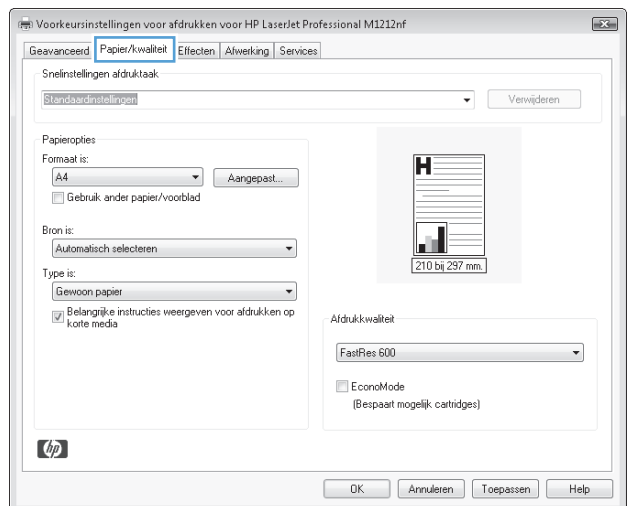 Voorkeursinstellingen voor afdrukken voor HP LaserJet Professional M1212nf
Geavanceerd Papier/kwaliteit Effecten Afwerking Services
Snelinstellingen afdruktaak
Standaardinstellingen Verwijderen
Papieropties
Formaat is:
A4 Aangepast...
Gebruik ander papier/voorblad
Bron is:
Automatisch selecteren
Type is:
Gewoon papier
Belangrijke instructies weergeven voor afdrukken op
korte media
H
210 bij 297 mm.
Afdrukkwaliteit
FastRes 600
EconoMode
(Bespaart mogelijk cartridges)
hp
OK Annuleren Toepassen Help